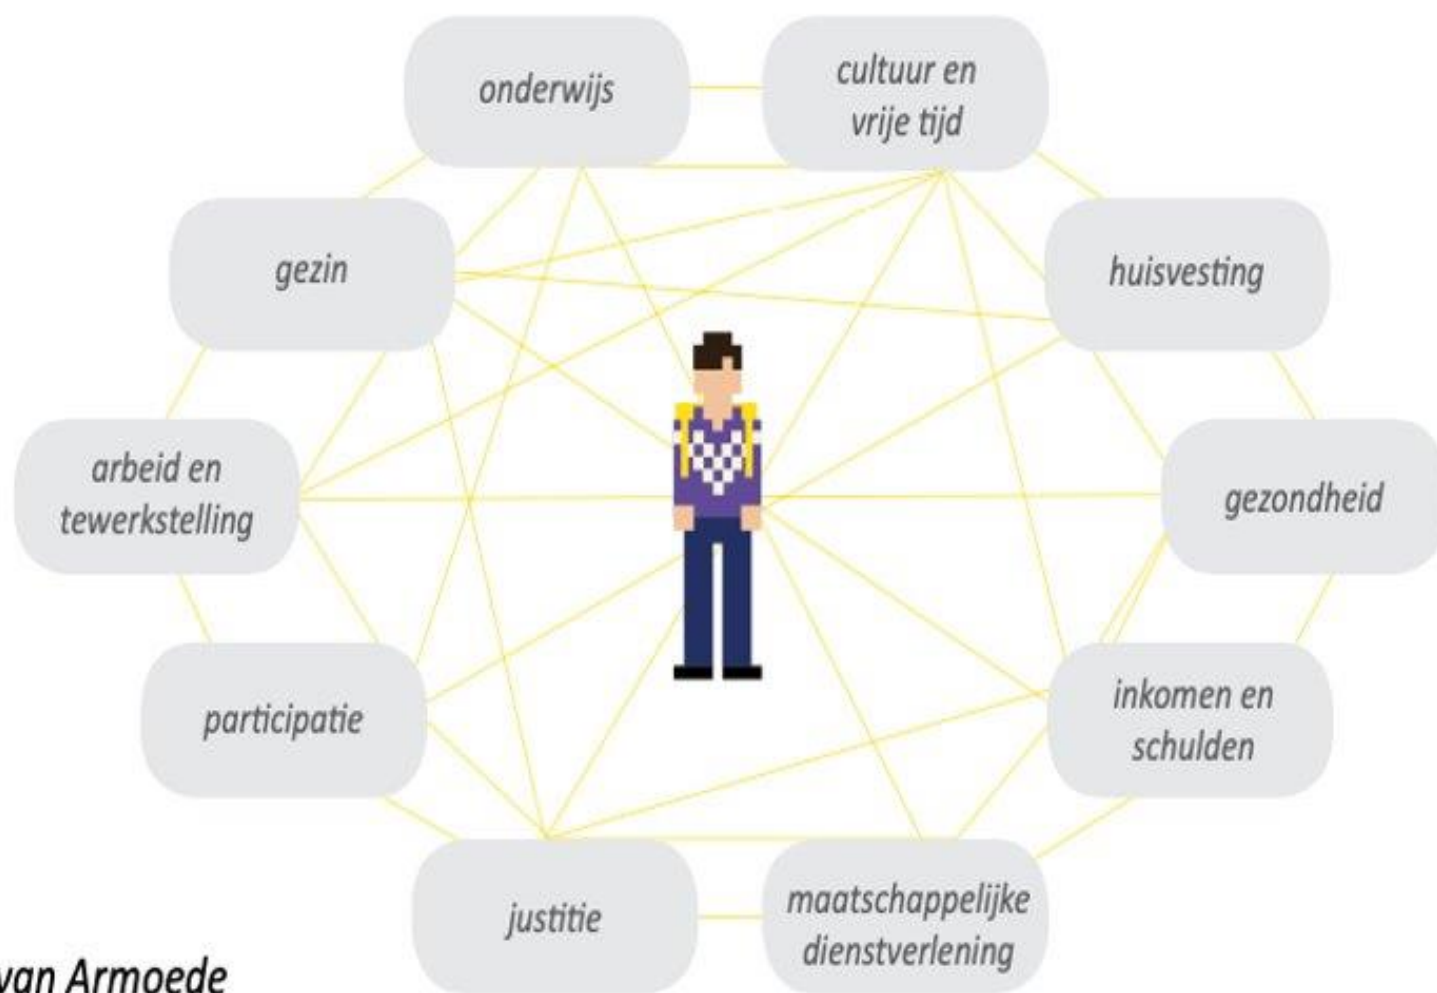 onderwijs
cultuur en
vrije tijd
gezin
huisvesting
arbeid en
tewerkstelling
gezondheid
participatie
inkomen en
schulden
justitie
maatschappelijke
dienstverlening
van Armoede